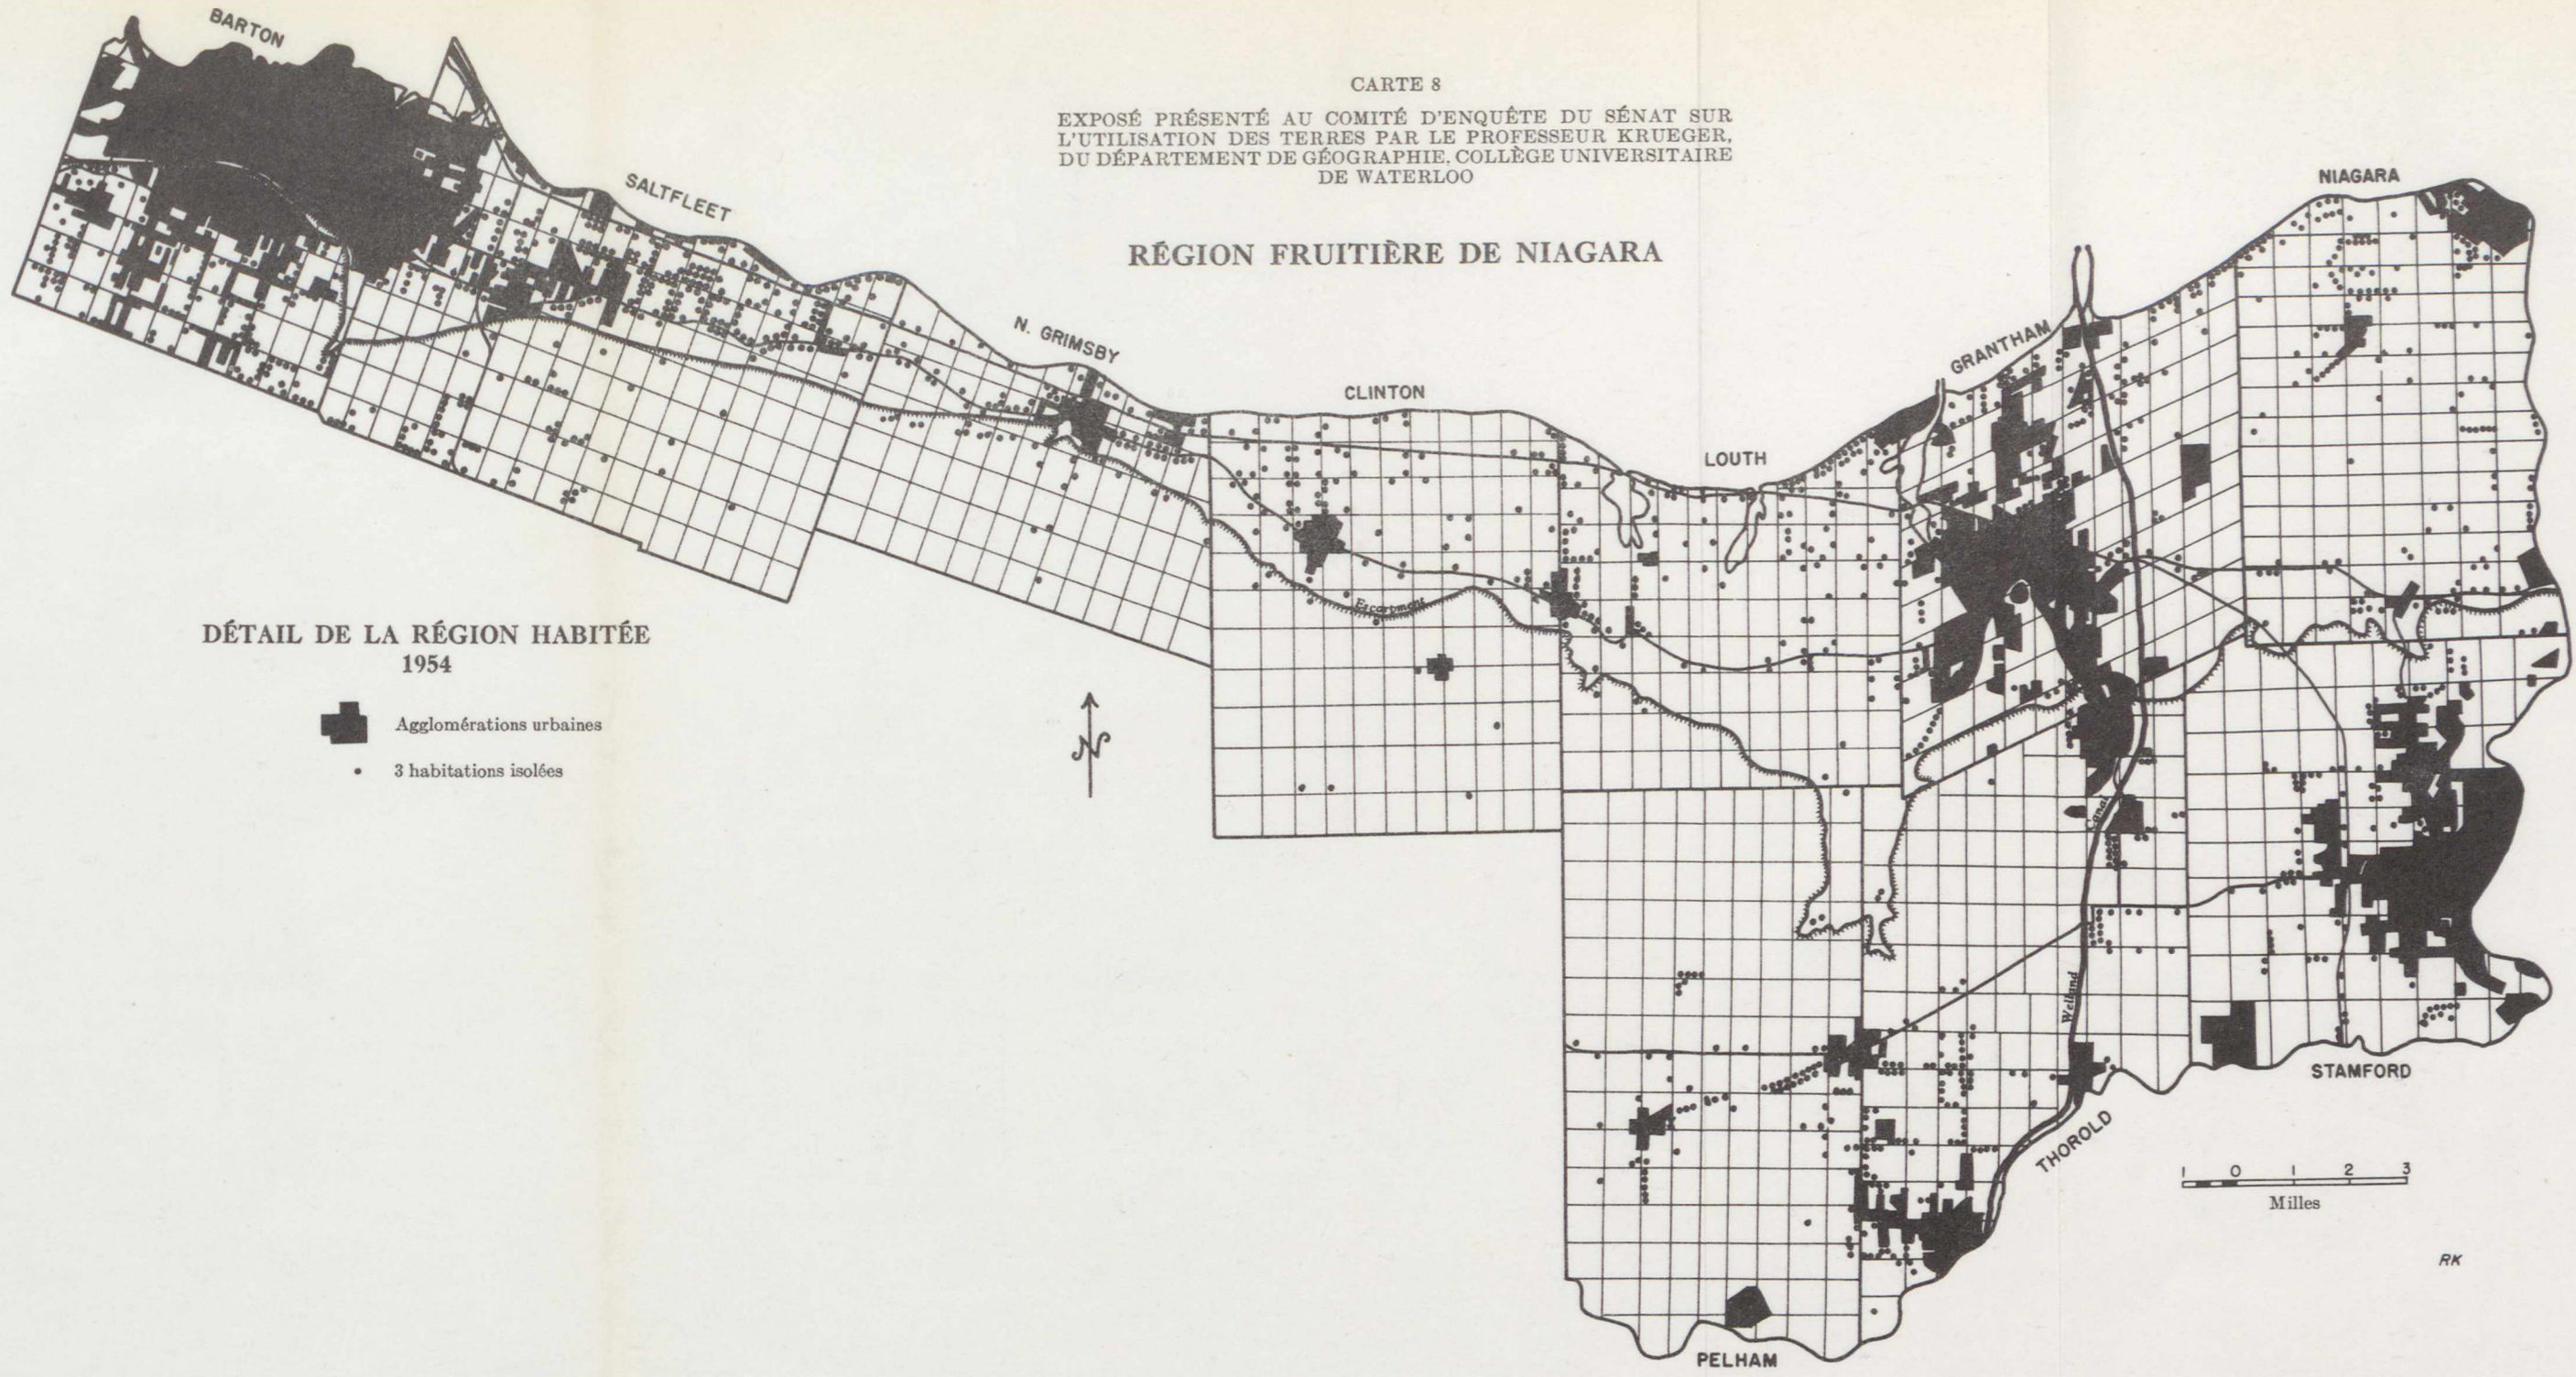 CARTE 8
EXPOSÉ PRÉSENTÉ AU COMITÉ D'ENQUÊTE DU SÉNAT SUR
L'UTILISATION DES TERRES PAR LE PROFESSEUR KRUEGER,
DU DÉPARTEMENT DE GÉOGRAPHIE, COLLÈGE UNIVERSITAIRE
DE WATERLOO
RÉGION FRUITIÈRE DE NIAGARA
BARTON
SALTFLEET
N. GRIMSBY
CLINTON
LOUTH
GRANTHAM
NIAGARA
Escarpment
DÉTAIL DE LA RÉGION HABITÉE
1954
Agglomérations urbaines
3 habitations isolées
N
Canal
Welland
STAMFORD
THOROLD
PELHAM
1 0 1 2 3
Milles
RK